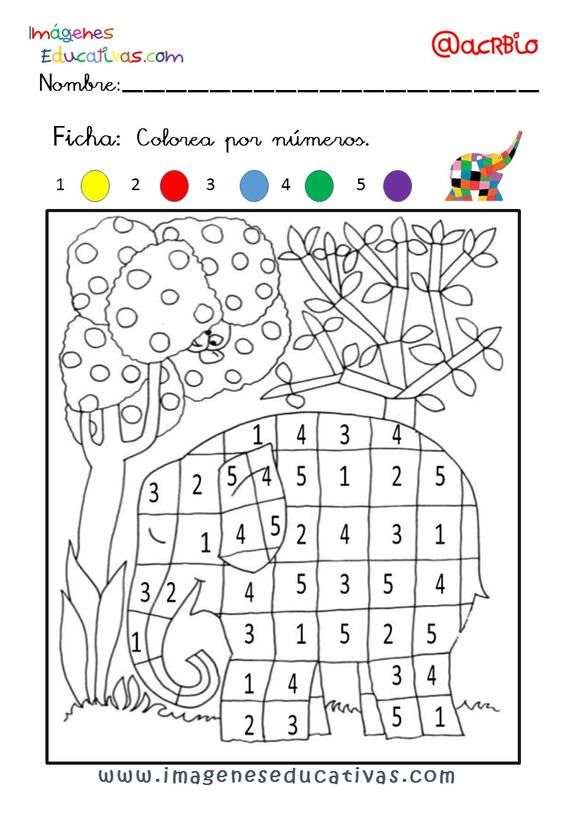 Imágenes
Educativas.com
@acrbio
Nombre:________________________
Ficha: Colorea por números.
1 2 3 4 5
1 4 3 4
3 2 5 4 5 1 2 5
1 4 5 2 4 3 1
3 2 4 5 3 5 4
1 3 1 5 2 5
1 4 3 4
2 3 5 1
www.imageneseducativas.com